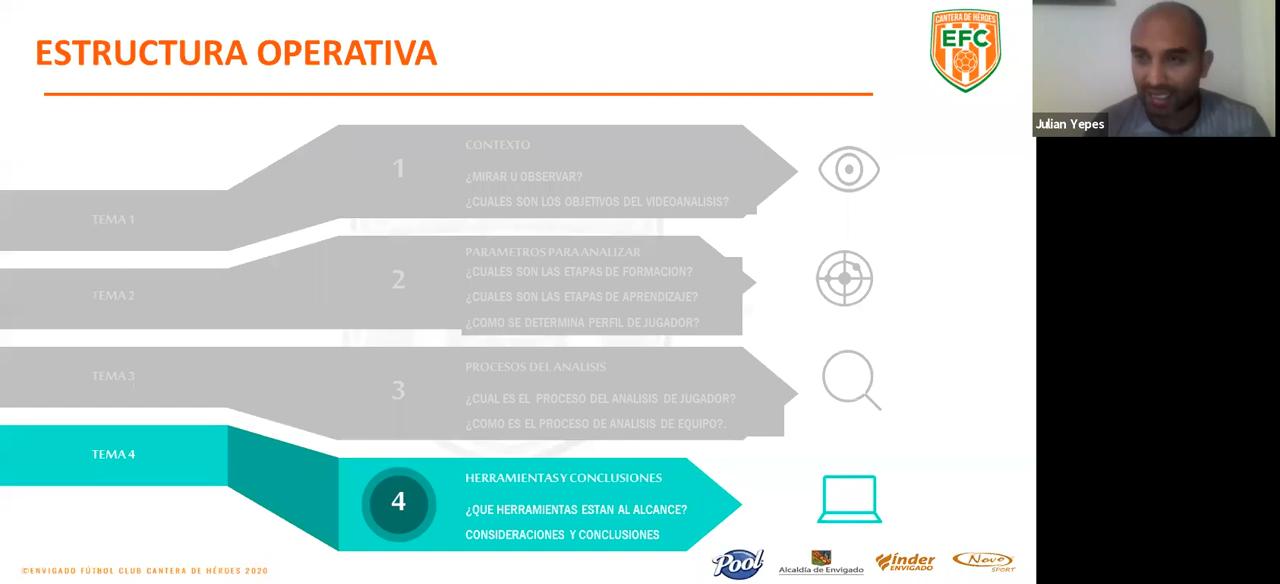 ESTRUCTURA OPERATIVA
CANTERA DE HÉROES
EFC
Julian Yepes
TEMA 1
1
CONTEXTO
¿MIRAR U OBSERVAR?
¿CUALES SON LOS OBJETIVOS DEL VIDEOANALISIS?
TEMA 2
2
PARAMETROS PARA ANALIZAR
¿CUALES SON LAS ETAPAS DE FORMACION?
¿CUALES SON LAS ETAPAS DE APRENDIZAJE?
¿COMO SE DETERMINA PERFIL DE JUGADOR?
TEMA 3
3
PROCESOS DEL ANALISIS
¿CUAL ES EL PROCESO DEL ANALISIS DE JUGADOR?
¿COMO ES EL PROCESO DE ANALISIS DE EQUIPO?.
TEMA 4
4
HERRAMIENTAS Y CONCLUSIONES
¿QUE HERRAMIENTAS ESTAN AL ALCANCE?
CONSIDERACIONES Y CONCLUSIONES
©ENVIGADO FÚTBOL CLUB CANTERA DE HÉROES 2020
Pool
Alcaldía de Envigado
índer
ENVIGADO
Novo
SPORT